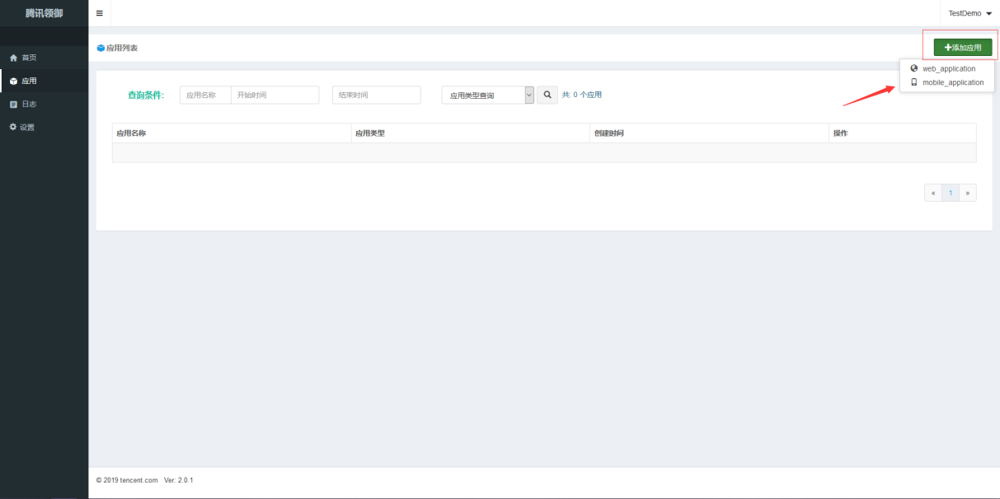 腾讯领御
TestDemo
首页
应用
日志
设置
应用列表
+添加应用
web_application
mobile_application
查询条件: 应用名称 开始时间 结束时间 应用类型查询 共 0 个应用
应用名称 应用类型 创建时间 操作
« 1 »
© 2019 tencent.com Ver: 2.0.1